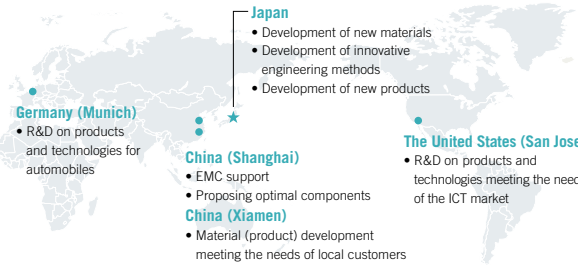 Japan
• Development of new materials
• Development of innovative
engineering methods
• Development of new products
Germany (Munich)
• R&D on products
and technologies for
automobiles
China (Shanghai)
• EMC support
• Proposing optimal components
China (Xiamen)
• Material (product) development
meeting the needs of local customers
The United States (San Jose
• R&D on products and
technologies meeting the need
of the ICT market